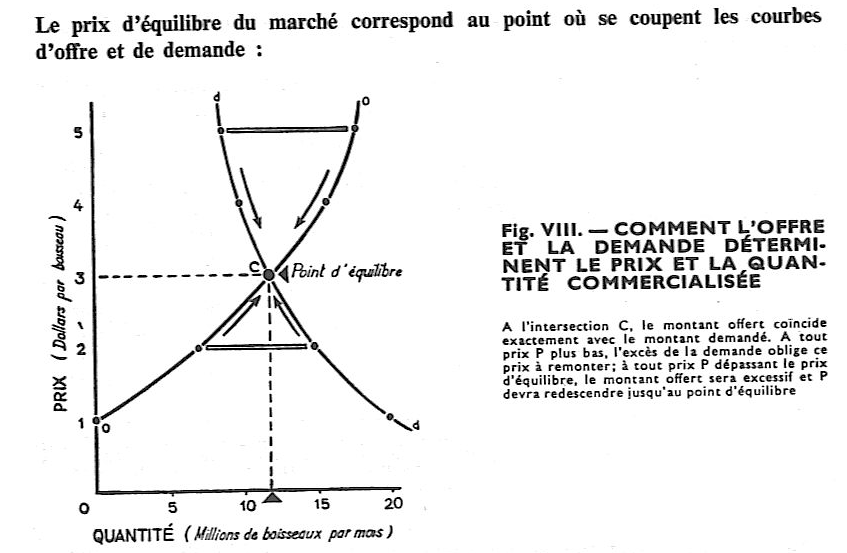 Le prix d'équilibre du marché correspond au point où se coupent les courbes
d'offre et de demande :
d
o
5
4
3
2
1
C
Point d'équilibre
o
d
0
5
10
15
20
PRIX (Dollars par boisseau)
QUANTITÉ (Millions de boisseaux par mois)
Fig. VIII. — COMMENT L'OFFRE
ET LA DEMANDE DÉTERMI-
NENT LE PRIX ET LA QUAN-
TITÉ COMMERCIALISÉE
A l'intersection C, le montant offert coïncide
exactement avec le montant demandé. A tout
prix P plus bas, l'excès de la demande oblige ce
prix à remonter; à tout prix P dépassant le prix
d'équilibre, le montant offert sera excessif et P
devra redescendre jusqu'au point d'équilibre